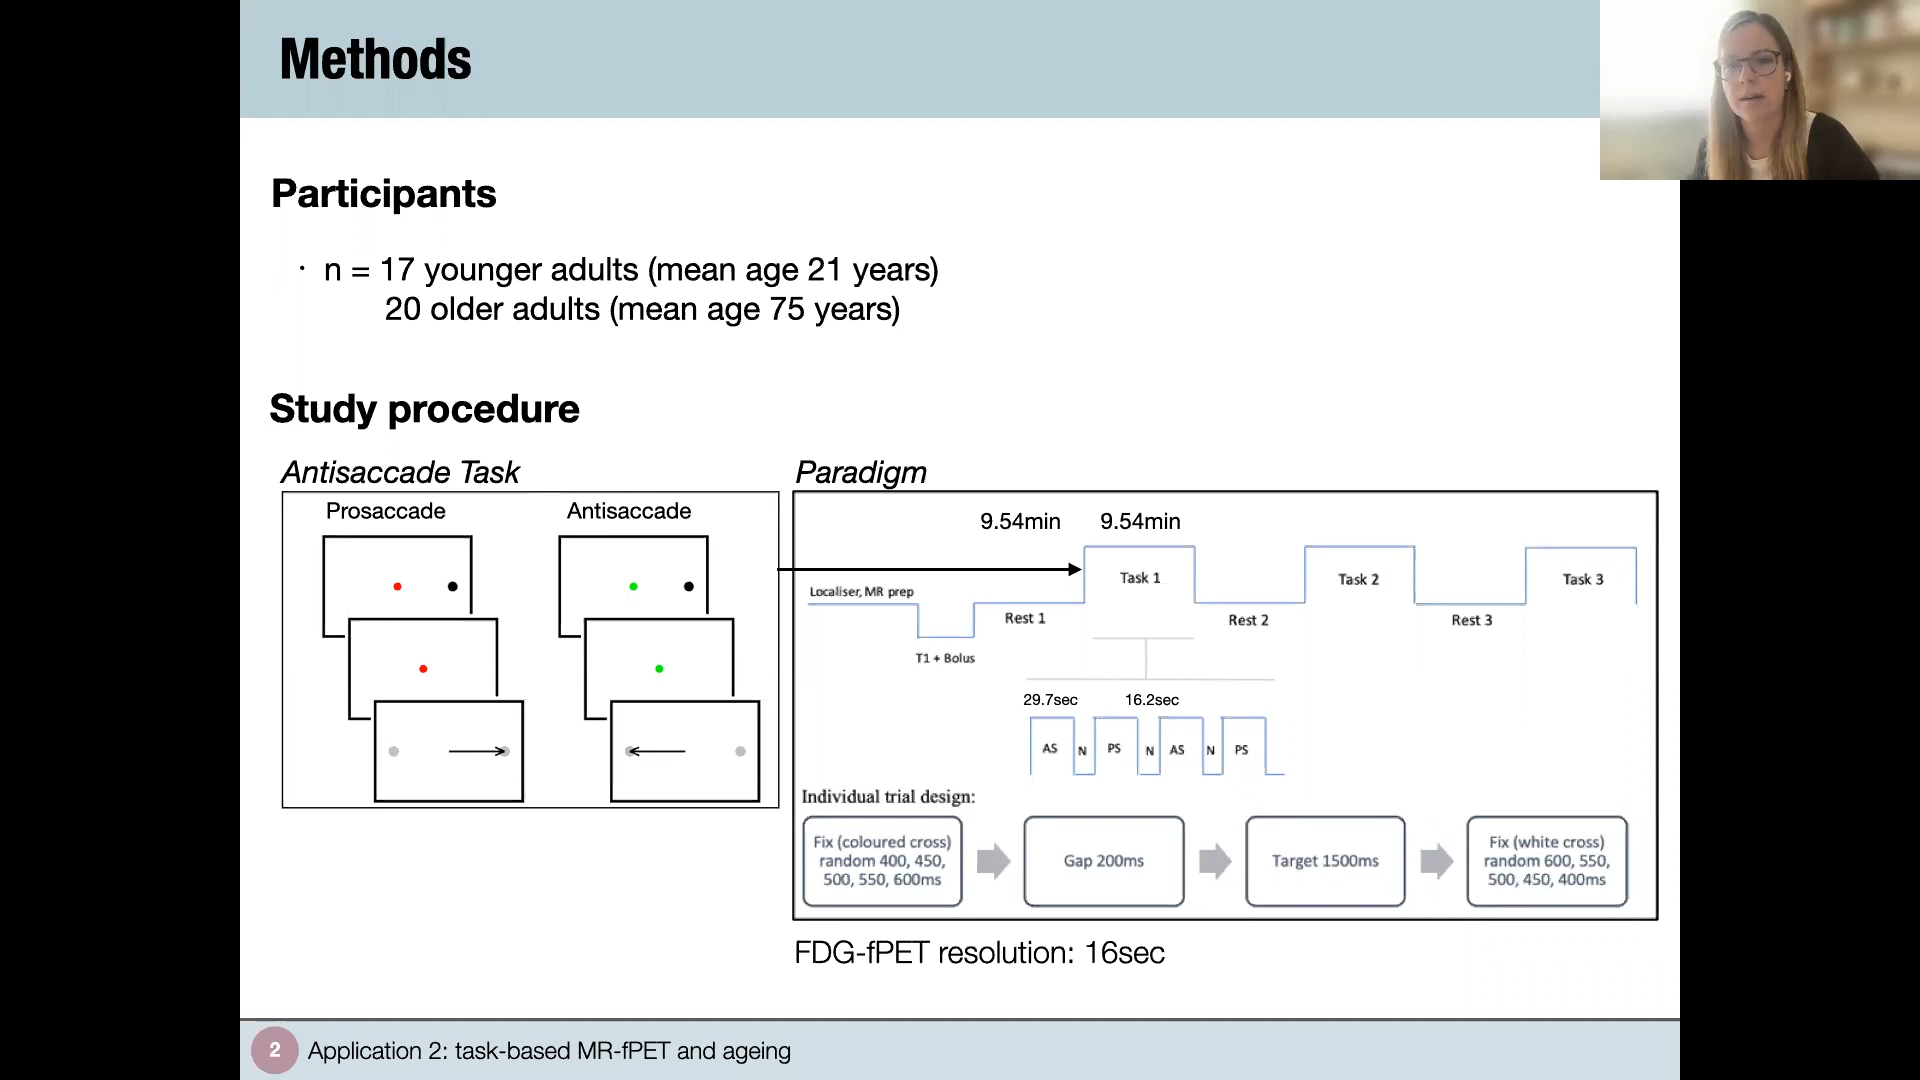 Methods
Participants
· n = 17 younger adults (mean age 21 years)
20 older adults (mean age 75 years)
Study procedure
Antisaccade Task
Prosaccade
Antisaccade
Paradigm
9.54min
9.54min
Localiser, MR prep
T1 + Bolus
Rest 1
Task 1
Rest 2
Task 2
Rest 3
Task 3
29.7sec
16.2sec
AS
N
PS
N
AS
N
PS
Individual trial design:
Fix (coloured cross)
random 400, 450,
500, 550, 600ms
Gap 200ms
Target 1500ms
Fix (white cross)
random 600, 550,
500, 450, 400ms
FDG-fPET resolution: 16sec
2
Application 2: task-based MR-fPET and ageing